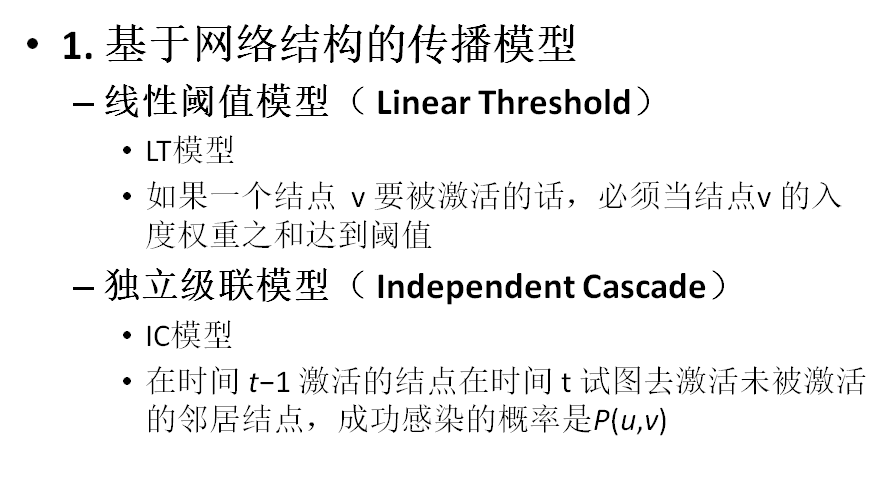 • 1. 基于网络结构的传播模型
– 线性阈值模型（ Linear Threshold）
• LT模型
• 如果一个结点 v 要被激活的话，必须当结点v 的入
度权重之和达到阈值
– 独立级联模型（ Independent Cascade）
• IC模型
• 在时间 t−1 激活的结点在时间 t 试图去激活未被激活
的邻居结点，成功感染的概率是P(u,v)